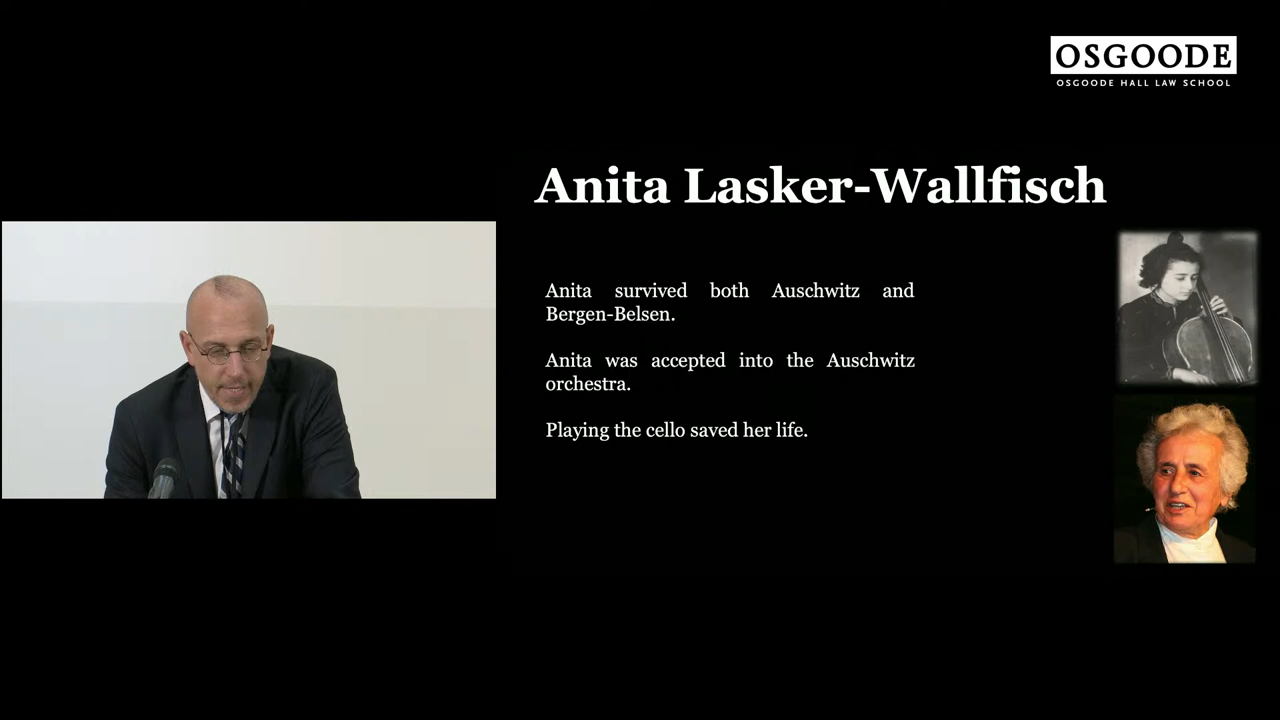 OSGOODE
OSGOODE HALL LAW SCHOOL
Anita Lasker-Wallfisch
Anita survived both Auschwitz and
Bergen-Belsen.
Anita was accepted into the Auschwitz
orchestra.
Playing the cello saved her life.